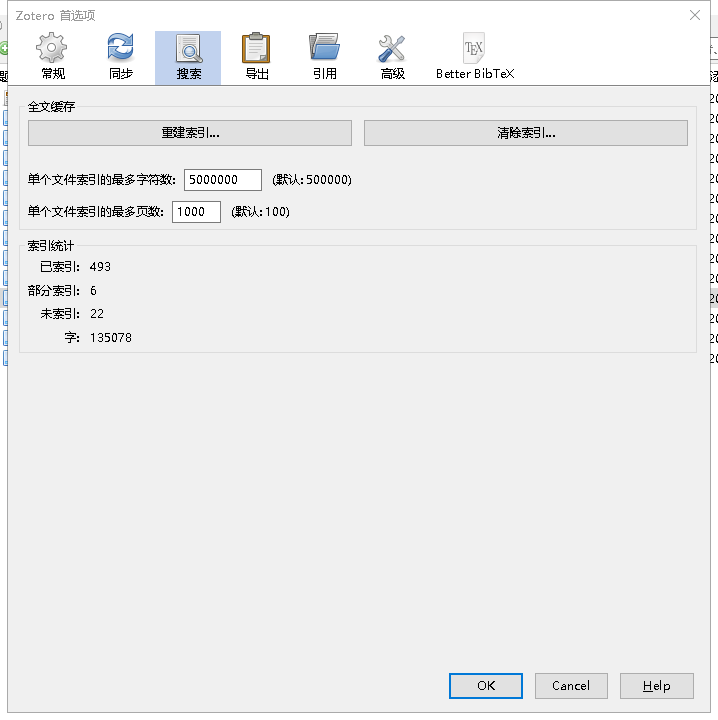 Zotero 首选项
常规 同步 搜索 导出 引用 高级 Better BibTeX
全文缓存
重建索引... 清除索引...
单个文件索引的最多字符数: 5000000 (默认:500000)
单个文件索引的最多页数: 1000 (默认:100)
索引统计
已索引: 493
部分索引: 6
未索引: 22
字: 135078
OK Cancel Help